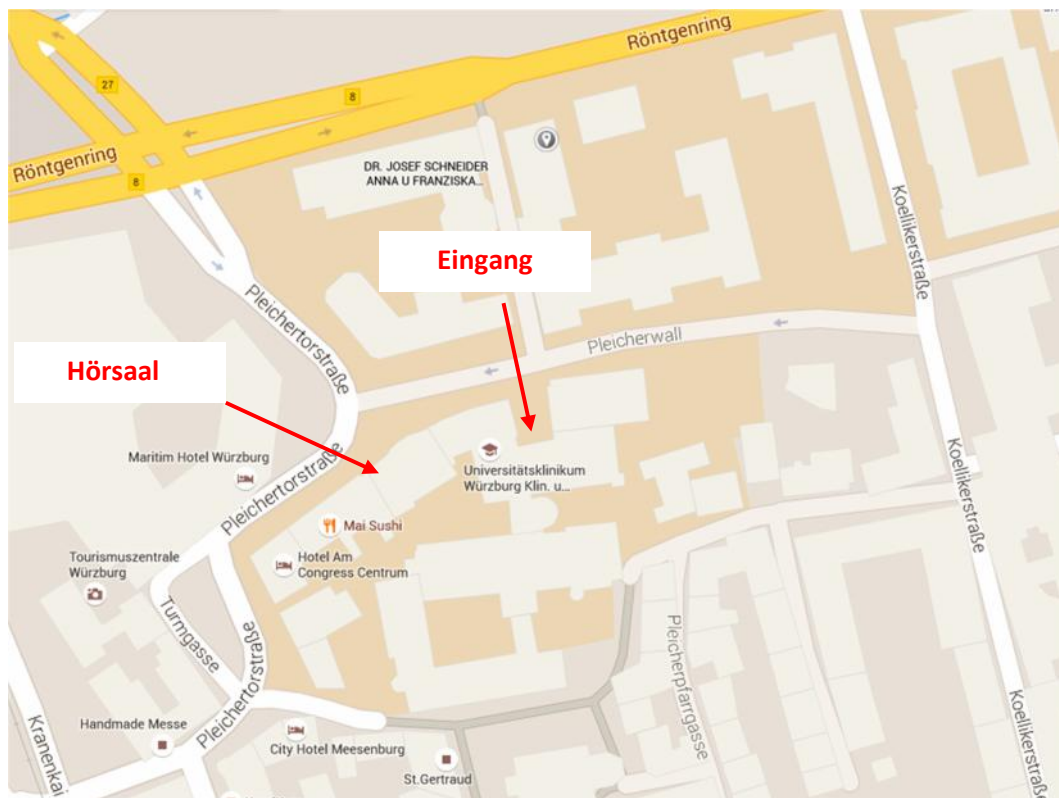 Röntgenring
27
8
Röntgenring
8
DR. JOSEF SCHNEIDER
ANNA U FRANZISKA...
Koellikerstraße
Eingang
Pleichertorstraße
Pleicherwall
Hörsaal
Maritim Hotel Würzburg
Pleichertorstraße
Universitätsklinikum
Würzburg Klin. u...
Koellikerstraße
Mai Sushi
Hotel Am
Congress Centrum
Tourismuszentrale
Würzburg
Turmgasse
Pleichertorstraße
Pleicherpfarrgasse
Handmade Messe
City Hotel Meesenburg
St.Gertraud
Kranenkai
Koellikerstraße